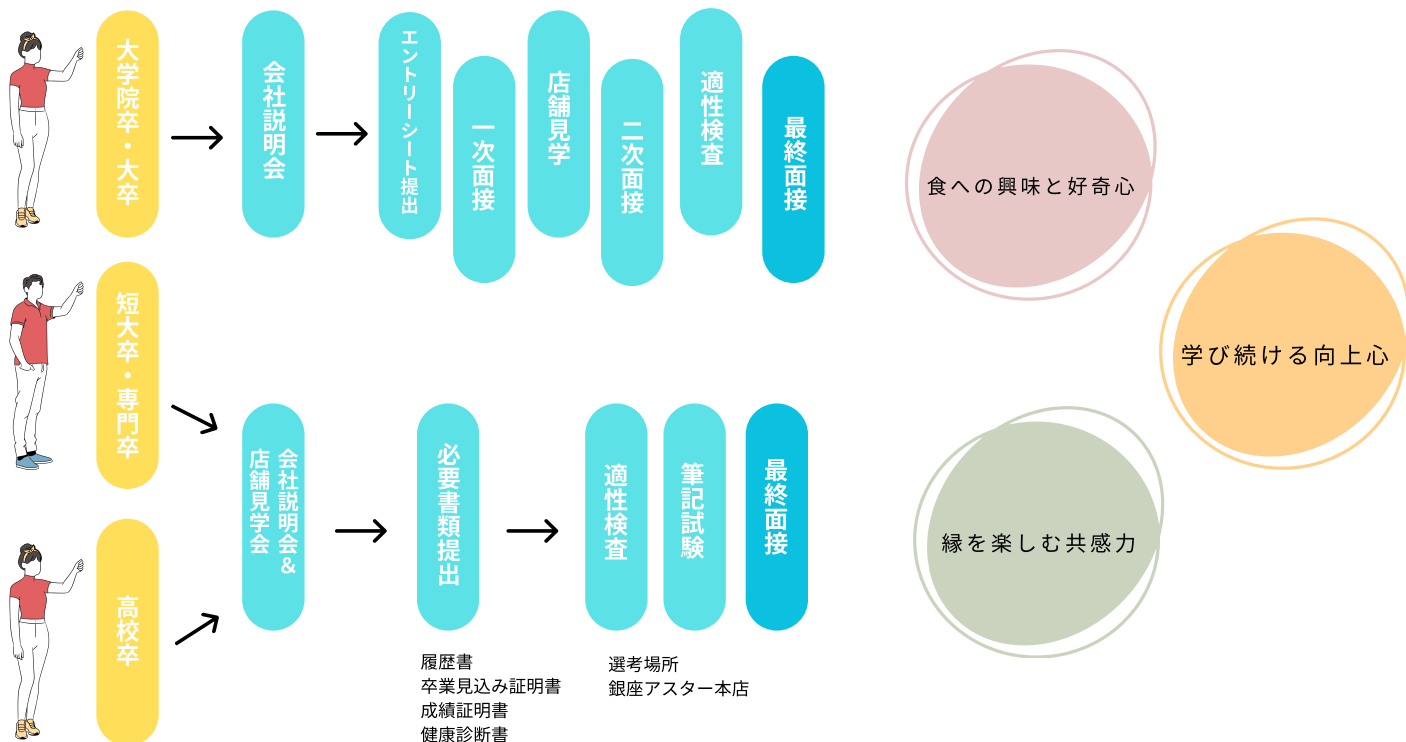 大学院卒・大卒
会社説明会
エントリーシート提出
一次面接
店舗見学
二次面接
適性検査
最終面接
短大卒・専門卒
高校卒
会社説明会&
店舗見学会
必要書類提出
適性検査
筆記試験
最終面接
履歴書
卒業見込み証明書
成績証明書
健康診断書
選考場所
銀座アスター本店
食への興味と好奇心
学び続ける向上心
縁を楽しむ共感力